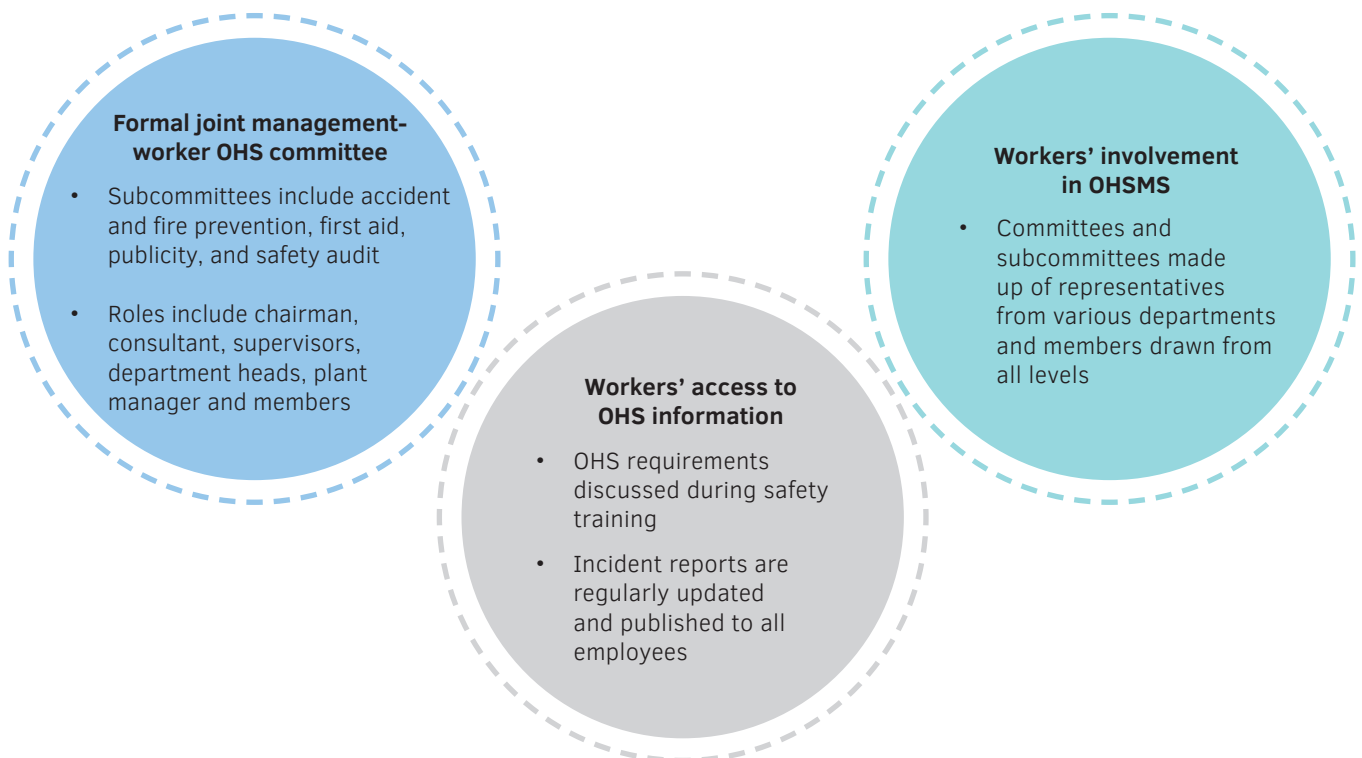 Formal joint management-
worker OHS committee
• Subcommittees include accident
and fire prevention, first aid,
publicity, and safety audit
• Roles include chairman,
consultant, supervisors,
department heads, plant
manager and members
Workers’ access to
OHS information
• OHS requirements
discussed during safety
training
• Incident reports are
regularly updated
and published to all
employees
Workers’ involvement
in OHSMS
• Committees and
subcommittees made
up of representatives
from various departments
and members drawn from
all levels